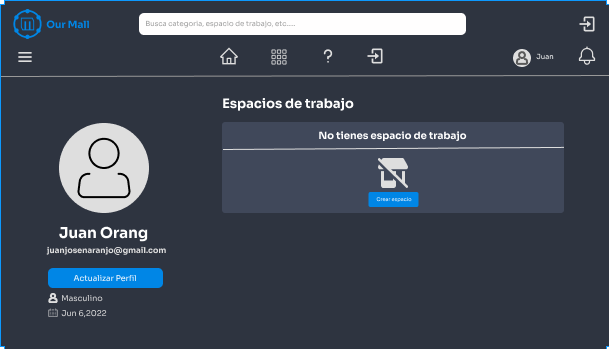 Our Mall
Busca categoria, espacio de trabajo, etc....
Juan
Espacios de trabajo
No tienes espacio de trabajo
Crear espacio
Juan Orang
juanjosenaranjo@gmail.com
Actualizar Perfil
Masculino
Jun 6,2022